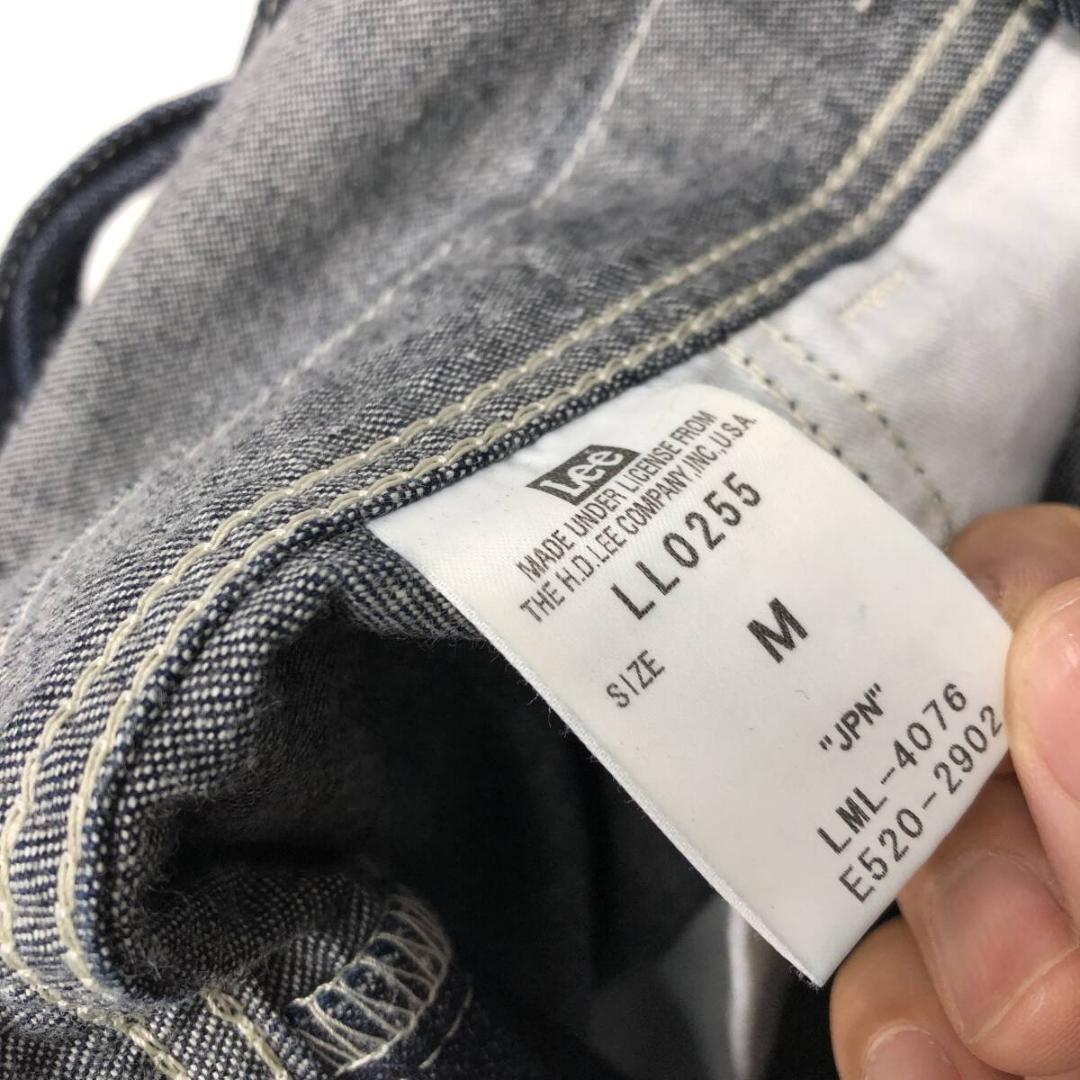 Lee
MADE UNDER LICENSE FROM
THE H.D.LEE COMPANY,INC,U.S.A
LL0255
SIZE M
"JPN"
LML-4076
E520-2902